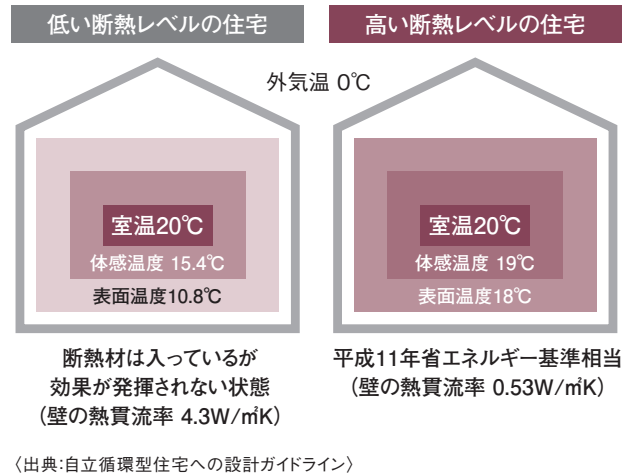 低い断熱レベルの住宅
高い断熱レベルの住宅
外気温 0℃
室温20℃
体感温度 15.4℃
表面温度10.8℃
室温20℃
体感温度 19℃
表面温度18℃
断熱材は入っているが
効果が発揮されない状態
(壁の熱貫流率 4.3W/㎡K)
平成11年省エネルギー基準相当
(壁の熱貫流率 0.53W/㎡K)
〈出典:自立循環型住宅への設計ガイドライン〉